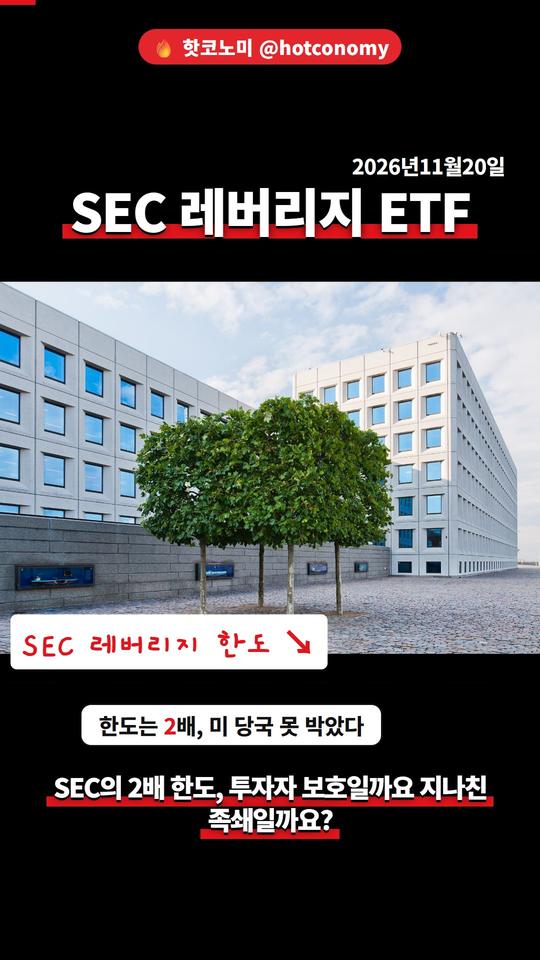 🔥 핫코노미 @hotconomy
2026년11월20일
SEC 레버리지 ETF
SEC 레버리지 한도 ↘
한도는 2배, 미 당국 못 박았다
SEC의 2배 한도, 투자자 보호일까요 지나친
족쇄일까요?